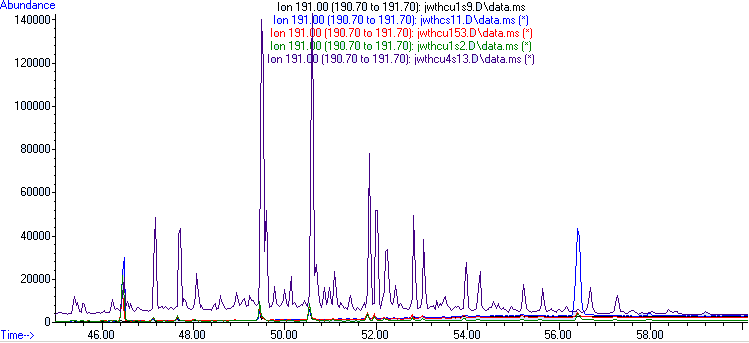 Abundance
Ion 191.00 (190.70 to 191.70): jwthcu1s9.D\data.ms
140000
Ion 191.00 (190.70 to 191.70): jwthcs11.D\data.ms (*)
Ion 191.00 (190.70 to 191.70): jwthcu153.D\data.ms (*)
Ion 191.00 (190.70 to 191.70): jwthcu1s2.D\data.ms (*)
120000
Ion 191.00 (190.70 to 191.70): jwthcu4s13.D\data.ms (*)
100000
80000
60000
40000
20000
0
46.00 48.00 50.00 52.00 54.00 56.00 58.00
Time-->